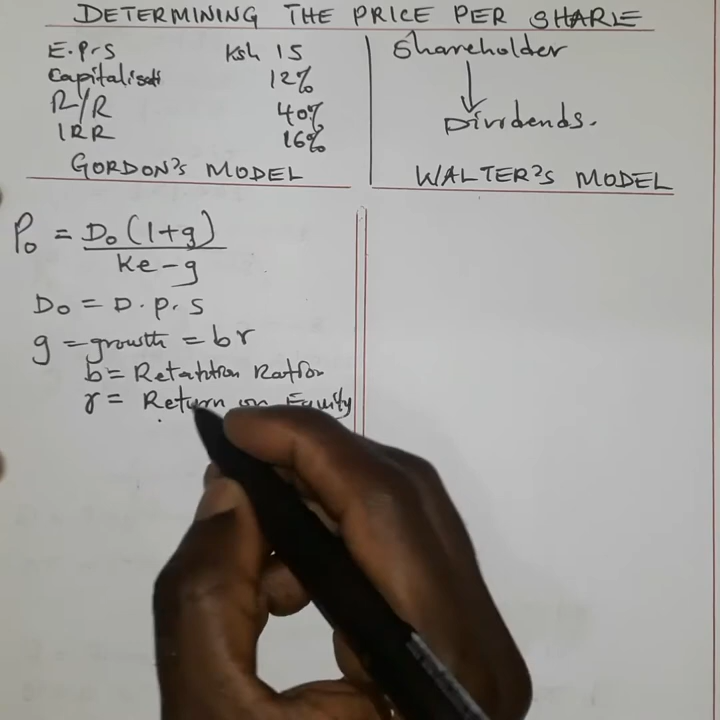 DETERMINING THE PRICE PER SHARE
E.P.S Ksh 15
Capitalisati 12%
R/R 40%
IRR 16%
Shareholder
Dividends.
GORDON'S MODEL
WALTER'S MODEL
P₀ = D₀(1+g)
Ke-g
D₀ = D.P.S
g = growth = br
b = Retention Ratio
r = Return on Equity